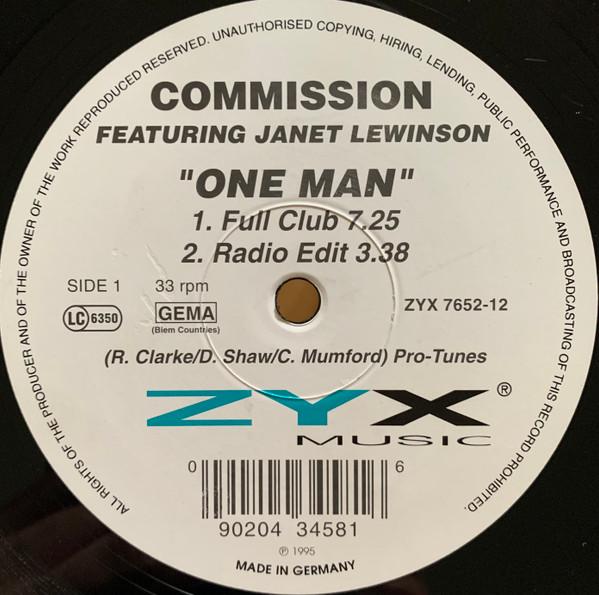 ALL RIGHTS OF THE PRODUCER AND OF THE OWNER OF THE WORK REPRODUCED RESERVED. UNAUTHORISED COPYING, HIRING, LENDING, PUBLIC PERFORMANCE AND BROADCASTING OF THIS RECORD PROHIBITED.
COMMISSION
FEATURING JANET LEWINSON
"ONE MAN"
1. Full Club 7.25
2. Radio Edit 3.38
SIDE 1 33 rpm
LC 6350 GEMA ZYX 7652-12
(Biem Countries)
(R. Clarke/D. Shaw/C. Mumford) Pro-Tunes
ZYX ®
MUSIC
0 6
90204 34581
℗ 1995
MADE IN GERMANY